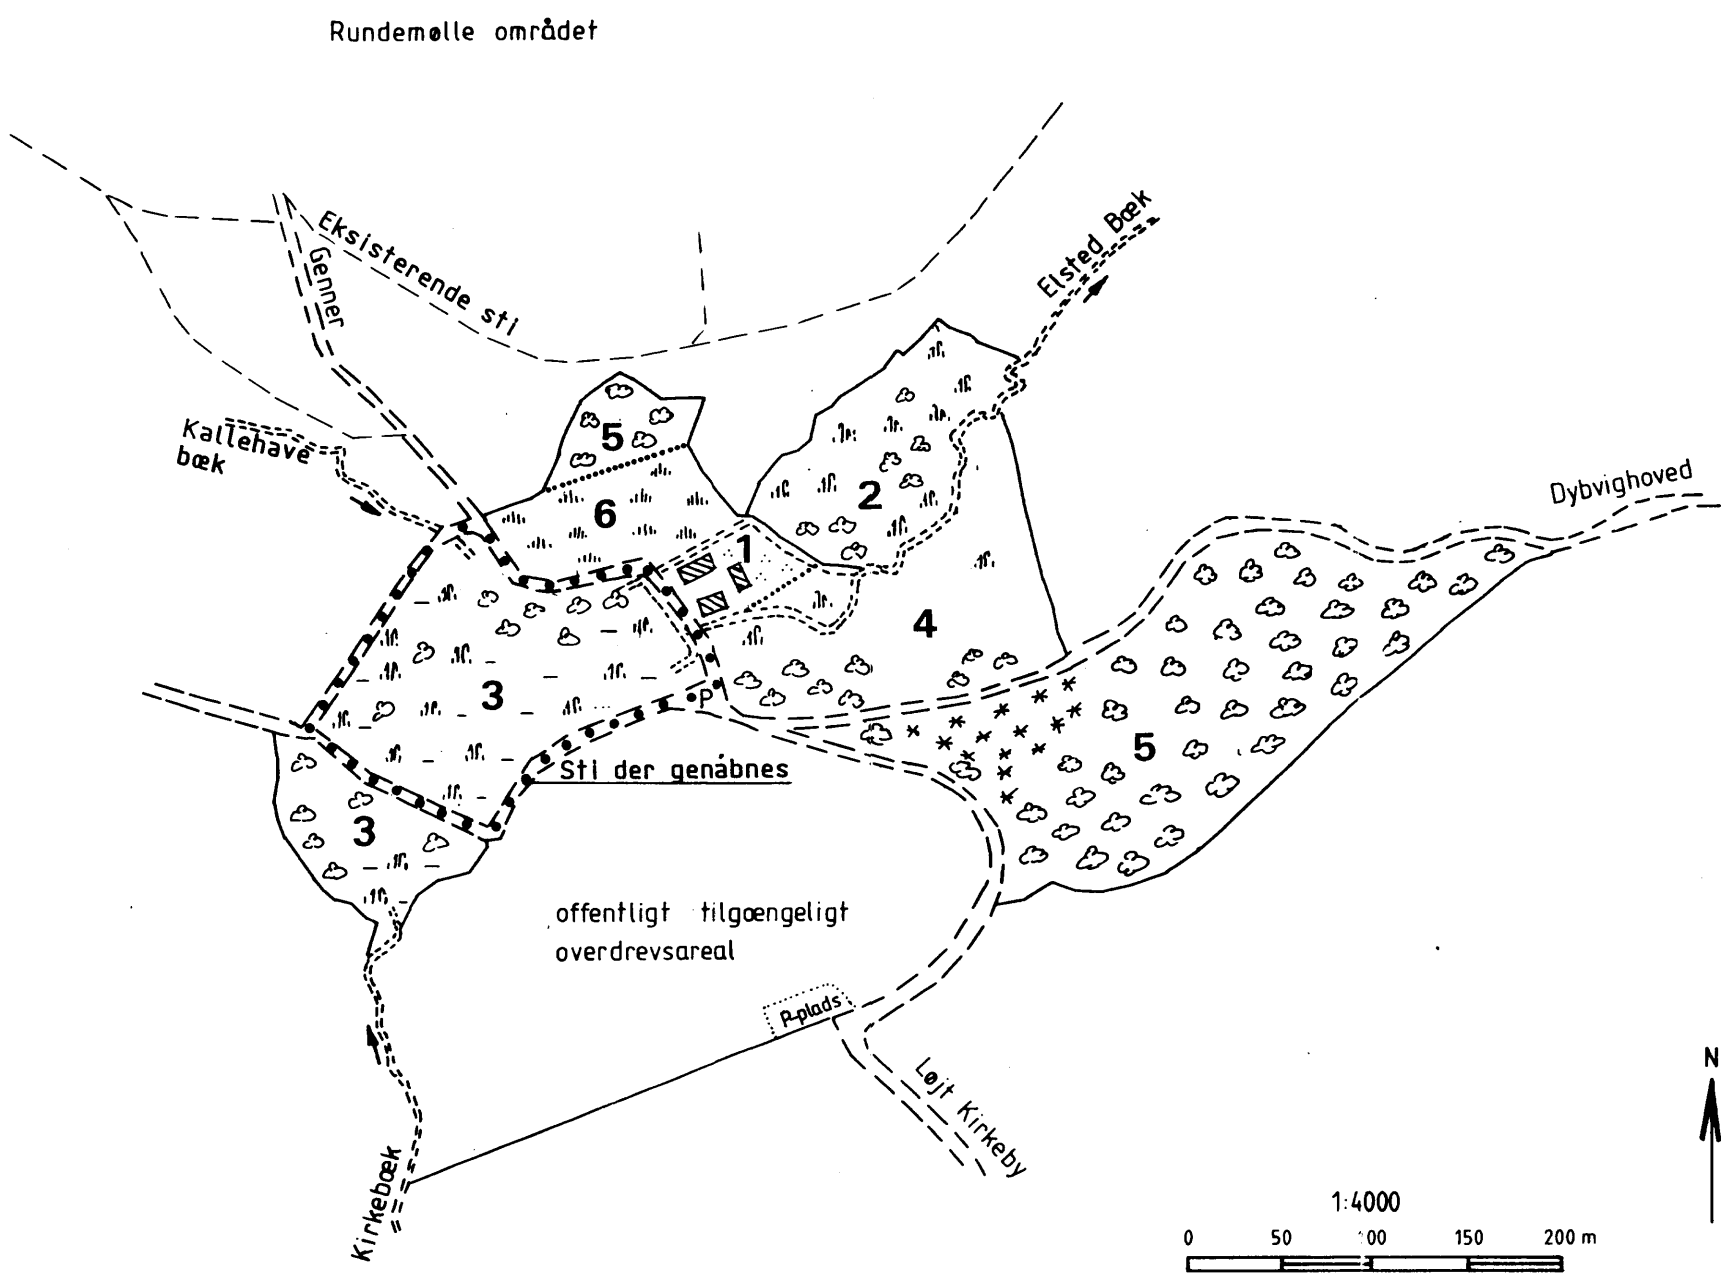 Rundemølle området
Eksisterende sti
Genner
Elsted Bæk
Kallehave
bæk
5
6
2
1
Dybvighoved
4
3
P
5
Sti der genåbnes
3
offentligt tilgængeligt
overdrevsareal
P-plads
Løjt Kirkeby
Kirkebæk
N
1:4000
0 50 100 150 200 m